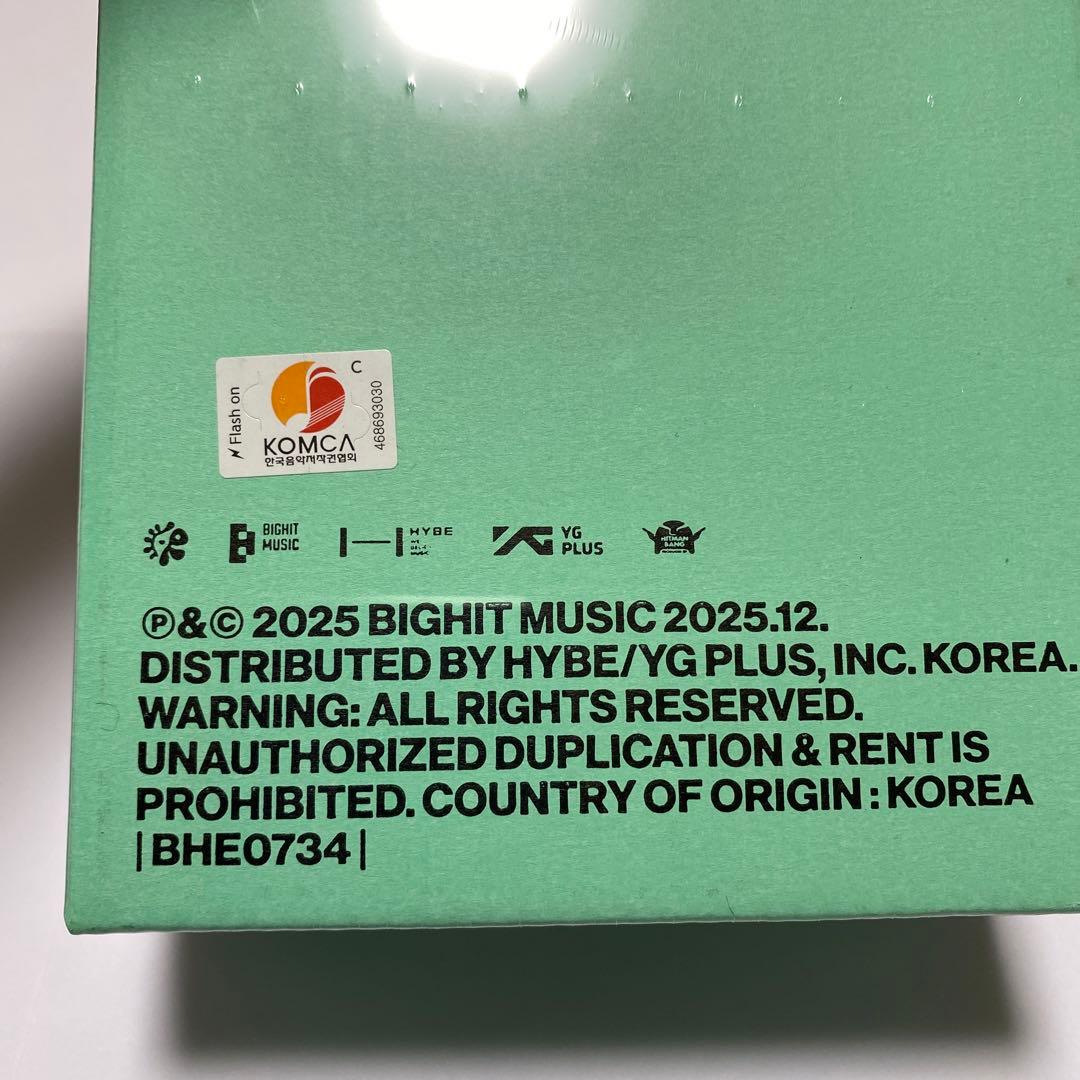 Flash on
C
468693030
KOMCA
한국음악저작권협회
BIGHIT
MUSIC
HYBE
YG
PLUS
HITMAN
BANG
Ⓟ&© 2025 BIGHIT MUSIC 2025.12.
DISTRIBUTED BY HYBE/YG PLUS, INC. KOREA.
WARNING: ALL RIGHTS RESERVED.
UNAUTHORIZED DUPLICATION & RENT IS
PROHIBITED. COUNTRY OF ORIGIN : KOREA
| BHE0734 |